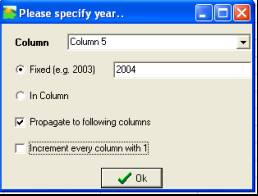 Please specify year..
Column Column 5
Fixed (e.g. 2003) 2004
In Column
Propagate to following columns
Increment every column with 1
Ok